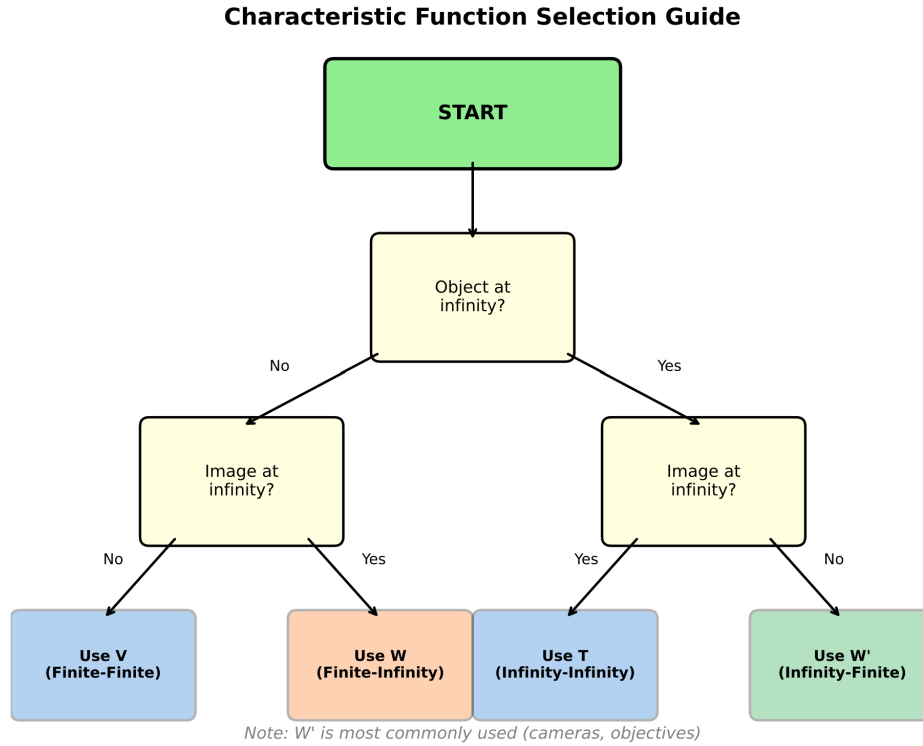 Characteristic Function Selection Guide
START
Object at
infinity?
No
Yes
Image at
infinity?
Image at
infinity?
No
Yes
Yes
No
Use V
(Finite-Finite)
Use W
(Finite-Infinity)
Use T
(Infinity-Infinity)
Use W'
(Infinity-Finite)
Note: W' is most commonly used (cameras, objectives)